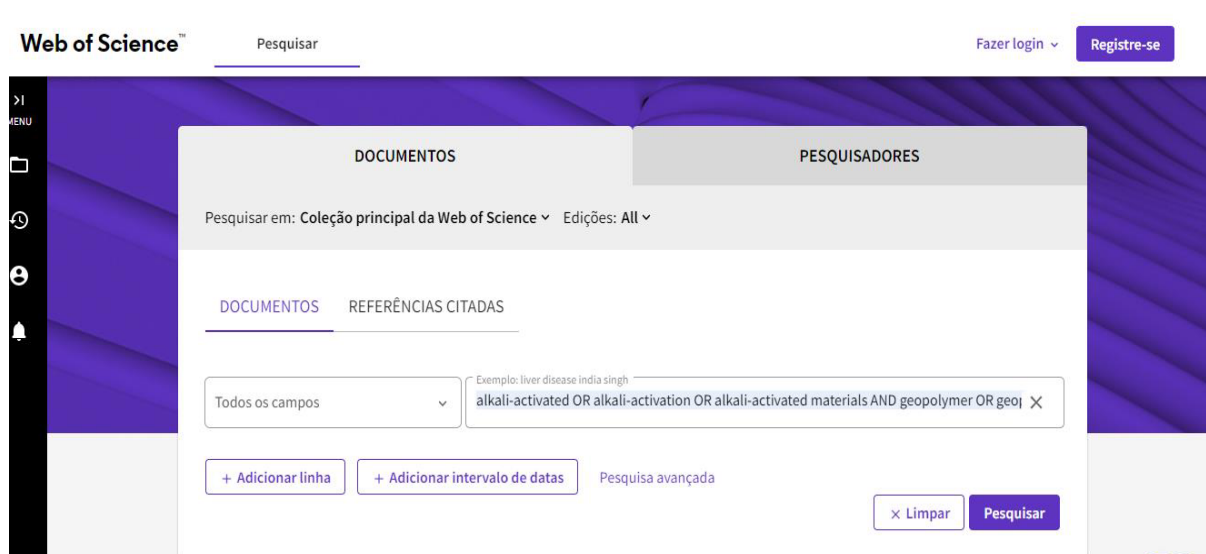 Web of Science™ Pesquisar Fazer login Registre-se
MENU
DOCUMENTOS PESQUISADORES
Pesquisar em: Coleção principal da Web of Science Edições: All
DOCUMENTOS REFERÊNCIAS CITADAS
Exemplo: liver disease india singh
Todos os campos alkali-activated OR alkali-activation OR alkali-activated materials AND geopolymer OR
+ Adicionar linha + Adicionar intervalo de datas Pesquisa avançada
× Limpar Pesquisar